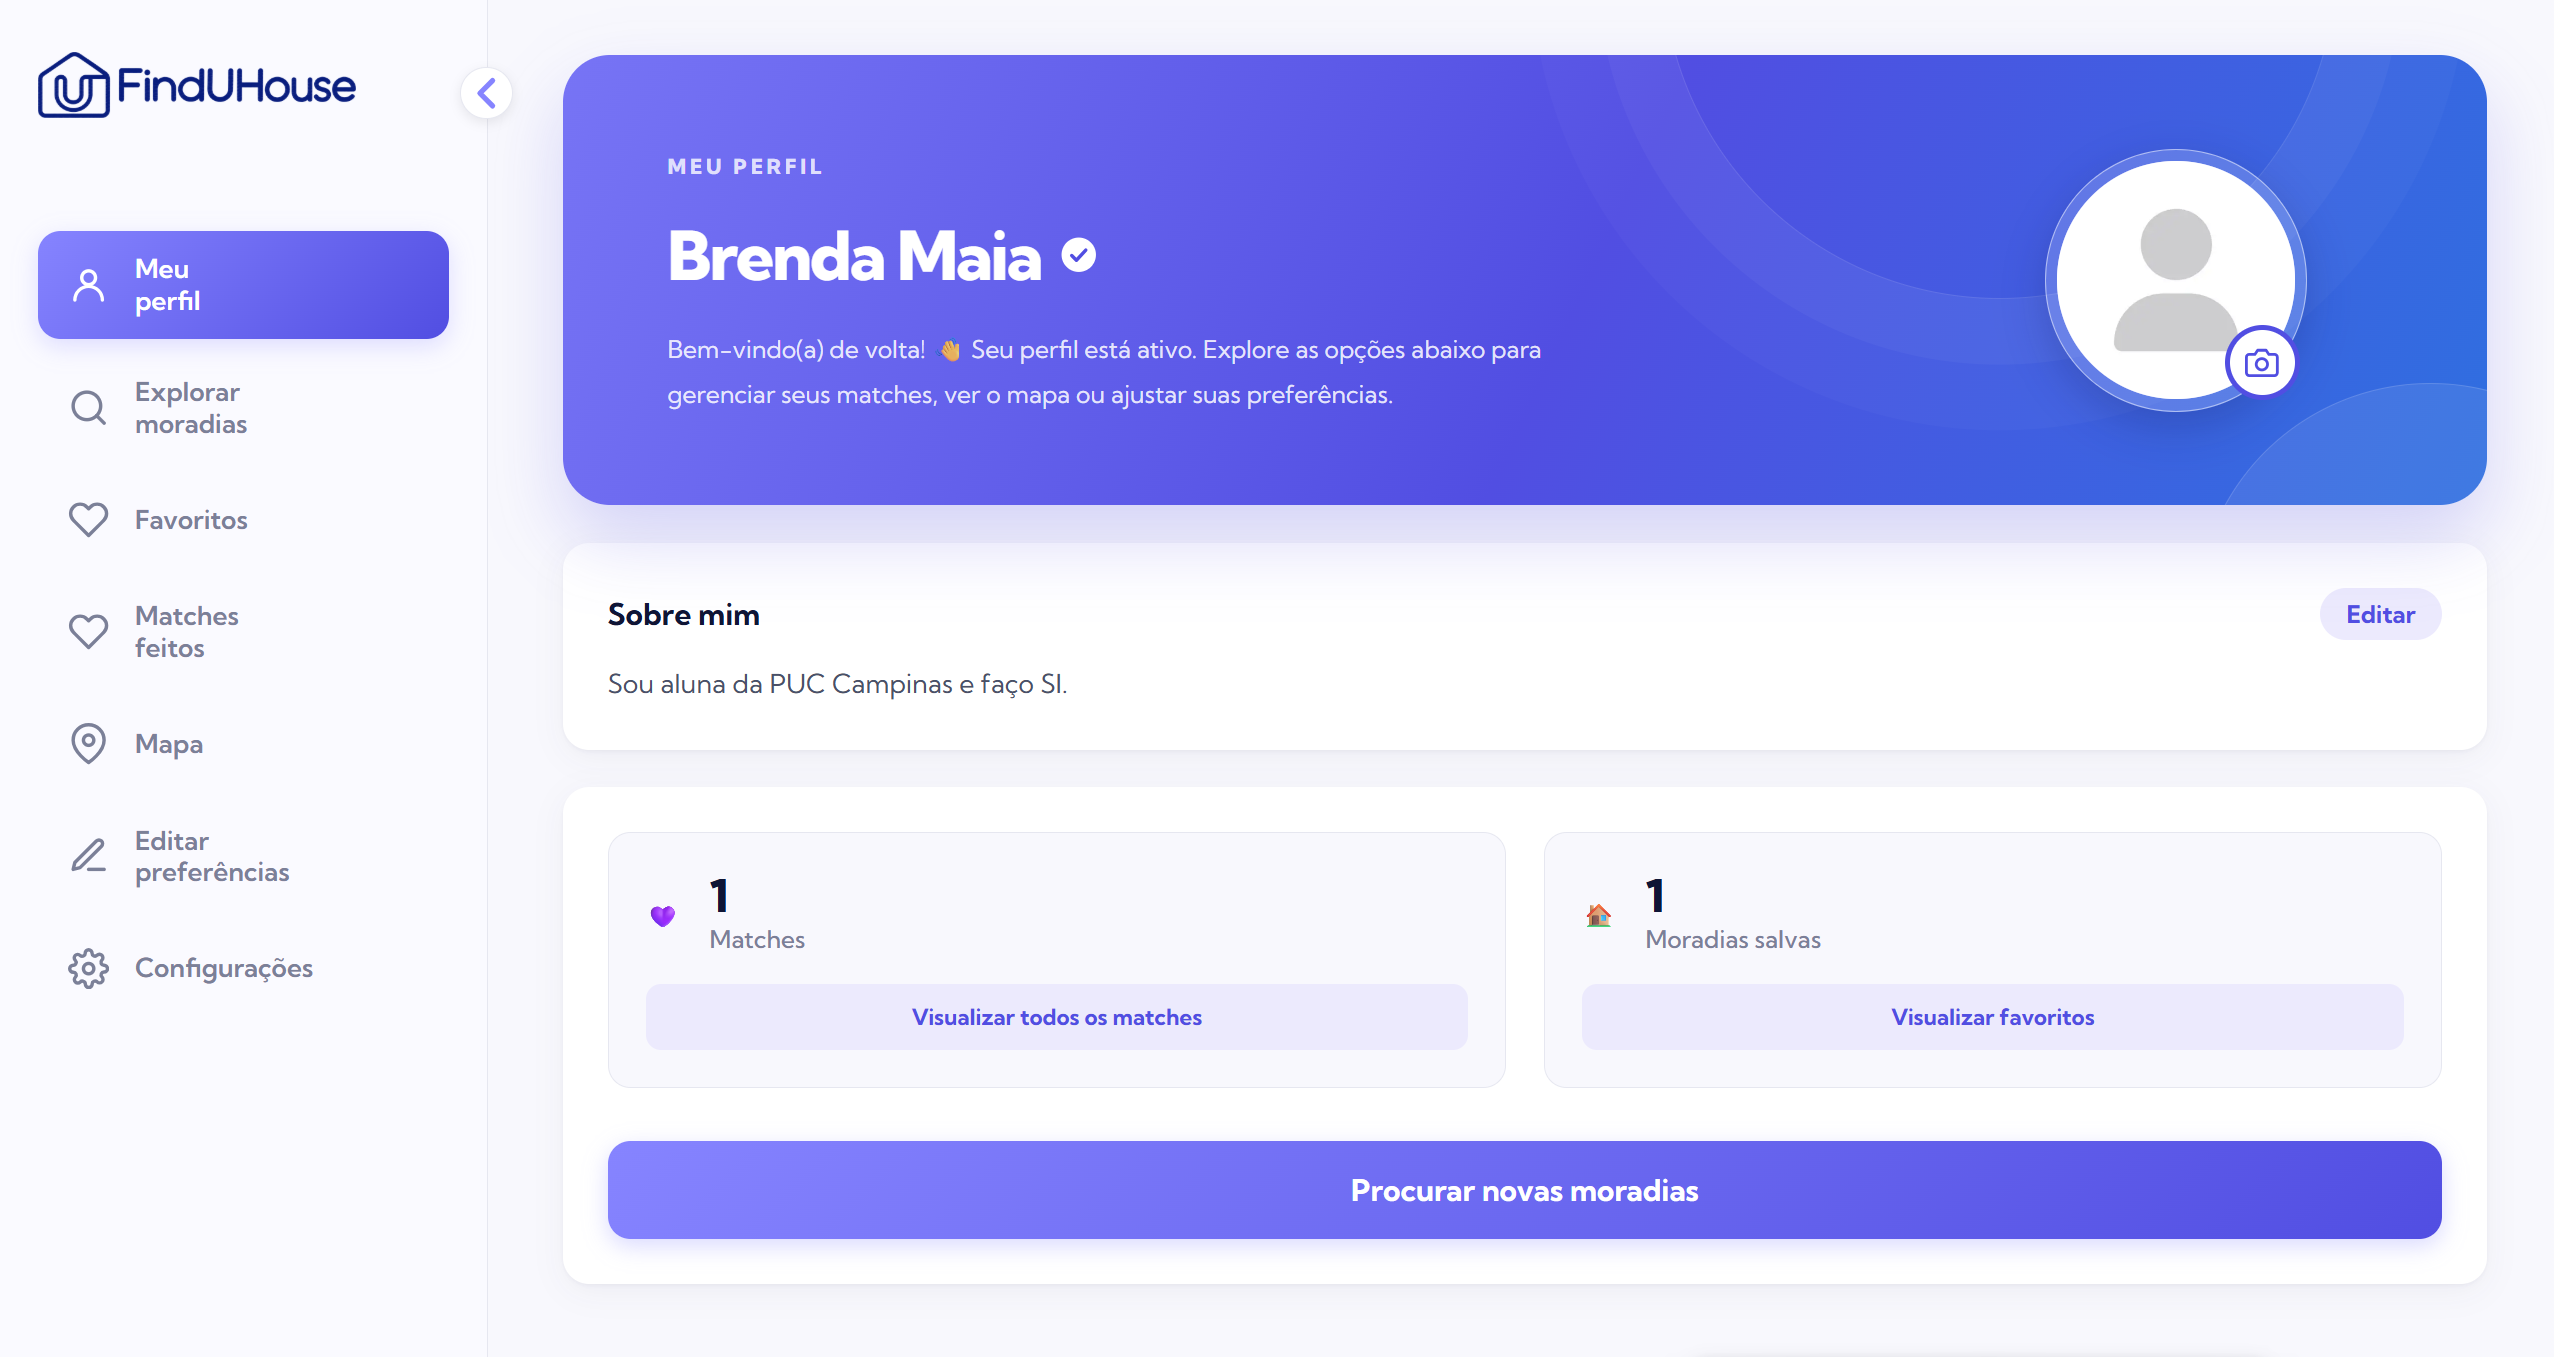 FindUHouse
Meu
perfil
Explorar
moradias
Favoritos
Matches
feitos
Mapa
Editar
preferências
Configurações
MEU PERFIL
Brenda Maia
Bem-vindo(a) de volta! 👋 Seu perfil está ativo. Explore as opções abaixo para
gerenciar seus matches, ver o mapa ou ajustar suas preferências.
Sobre mim
Editar
Sou aluna da PUC Campinas e faço SI.
1
Matches
Visualizar todos os matches
1
Moradias salvas
Visualizar favoritos
Procurar novas moradias